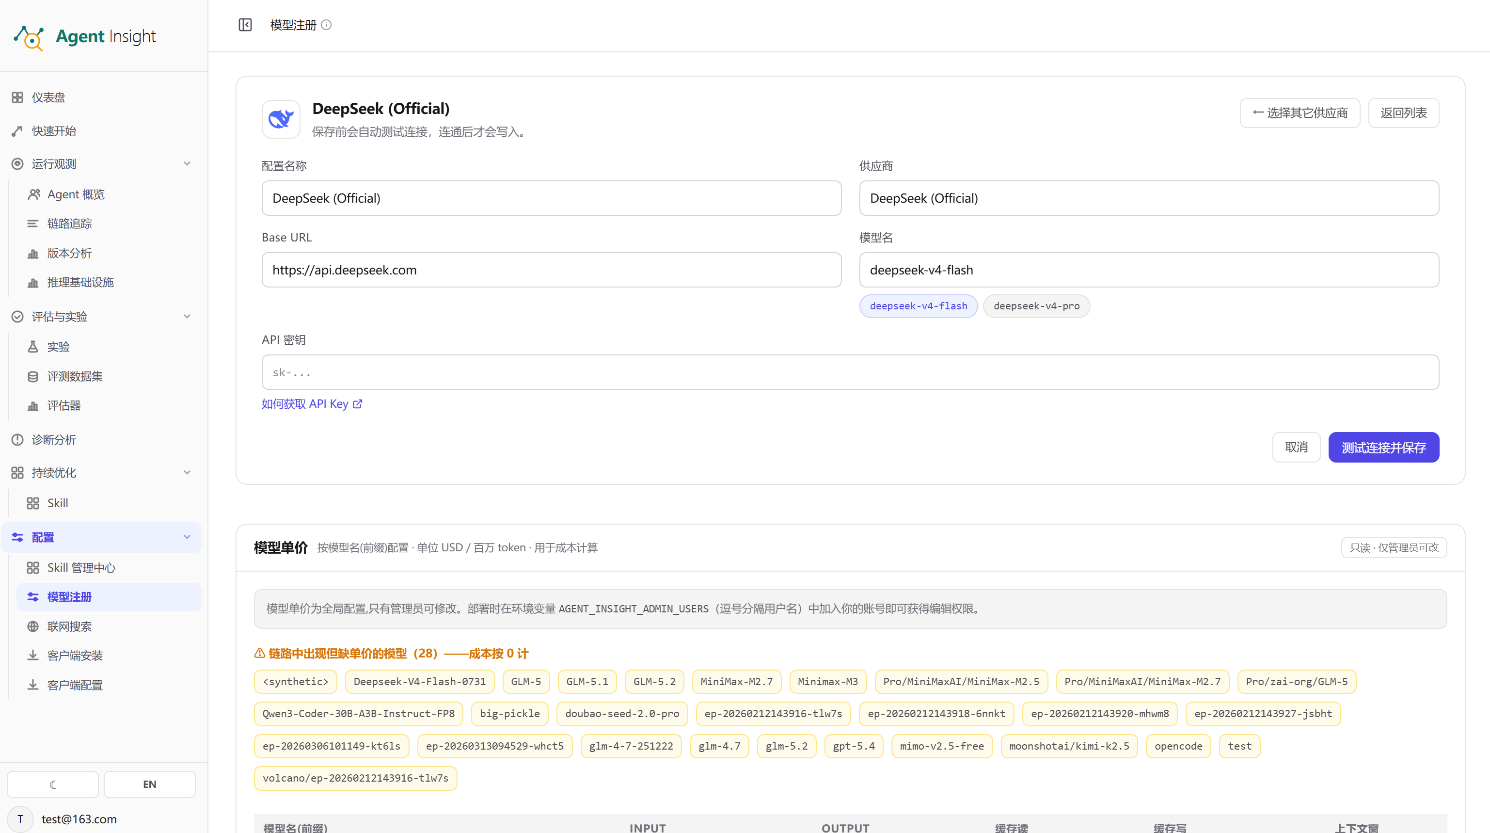 Agent Insight
模型注册
仪表盘
快速开始
运行观测
Agent 概览
链路追踪
版本分析
推理基础设施
评估与实验
实验
评测数据集
评估器
诊断分析
持续优化
Skill
配置
Skill 管理中心
模型注册
联网搜索
客户端安装
客户端配置
EN
T test@163.com
DeepSeek (Official)
保存前会自动测试连接，连通后才会写入。
← 选择其它供应商 返回列表
配置名称 供应商
DeepSeek (Official) DeepSeek (Official)
Base URL 模型名
https://api.deepseek.com deepseek-v4-flash
deepseek-v4-flash deepseek-v4-pro
API 密钥
sk-...
如何获取 API Key
取消 测试连接并保存
模型单价 按模型名(前缀)配置 · 单位 USD / 百万 token · 用于成本计算 只读 · 仅管理员可改
模型单价为全局配置,只有管理员可修改。部署时在环境变量 AGENT_INSIGHT_ADMIN_USERS（逗号分隔用户名）中加入你的账号即可获得编辑权限。
链路中出现但缺单价的模型（28）——成本按 0 计
<synthetic> Deepseek-V4-Flash-0731 GLM-5 GLM-5.1 GLM-5.2 MiniMax-M2.7 Minimax-M3 Pro/MiniMaxAI/MiniMax-M2.5 Pro/MiniMaxAI/MiniMax-M2.7 Pro/zai-org/GLM-5
Qwen3-Coder-30B-A3B-Instruct-FP8 big-pickle doubao-seed-2.0-pro ep-20260212143916-tlw7s ep-20260212143918-6nnkt ep-20260212143920-mhwm8 ep-20260212143927-jsbht
ep-20260306101149-kt6ls ep-20260313094529-whct5 glm-4-7-251222 glm-4.7 glm-5.2 gpt-5.4 mimo-v2.5-free moonshotai/kimi-k2.5 opencode test
volcano/ep-20260212143916-tlw7s
模型名(前缀) INPUT OUTPUT 缓存读 缓存写 上下文窗